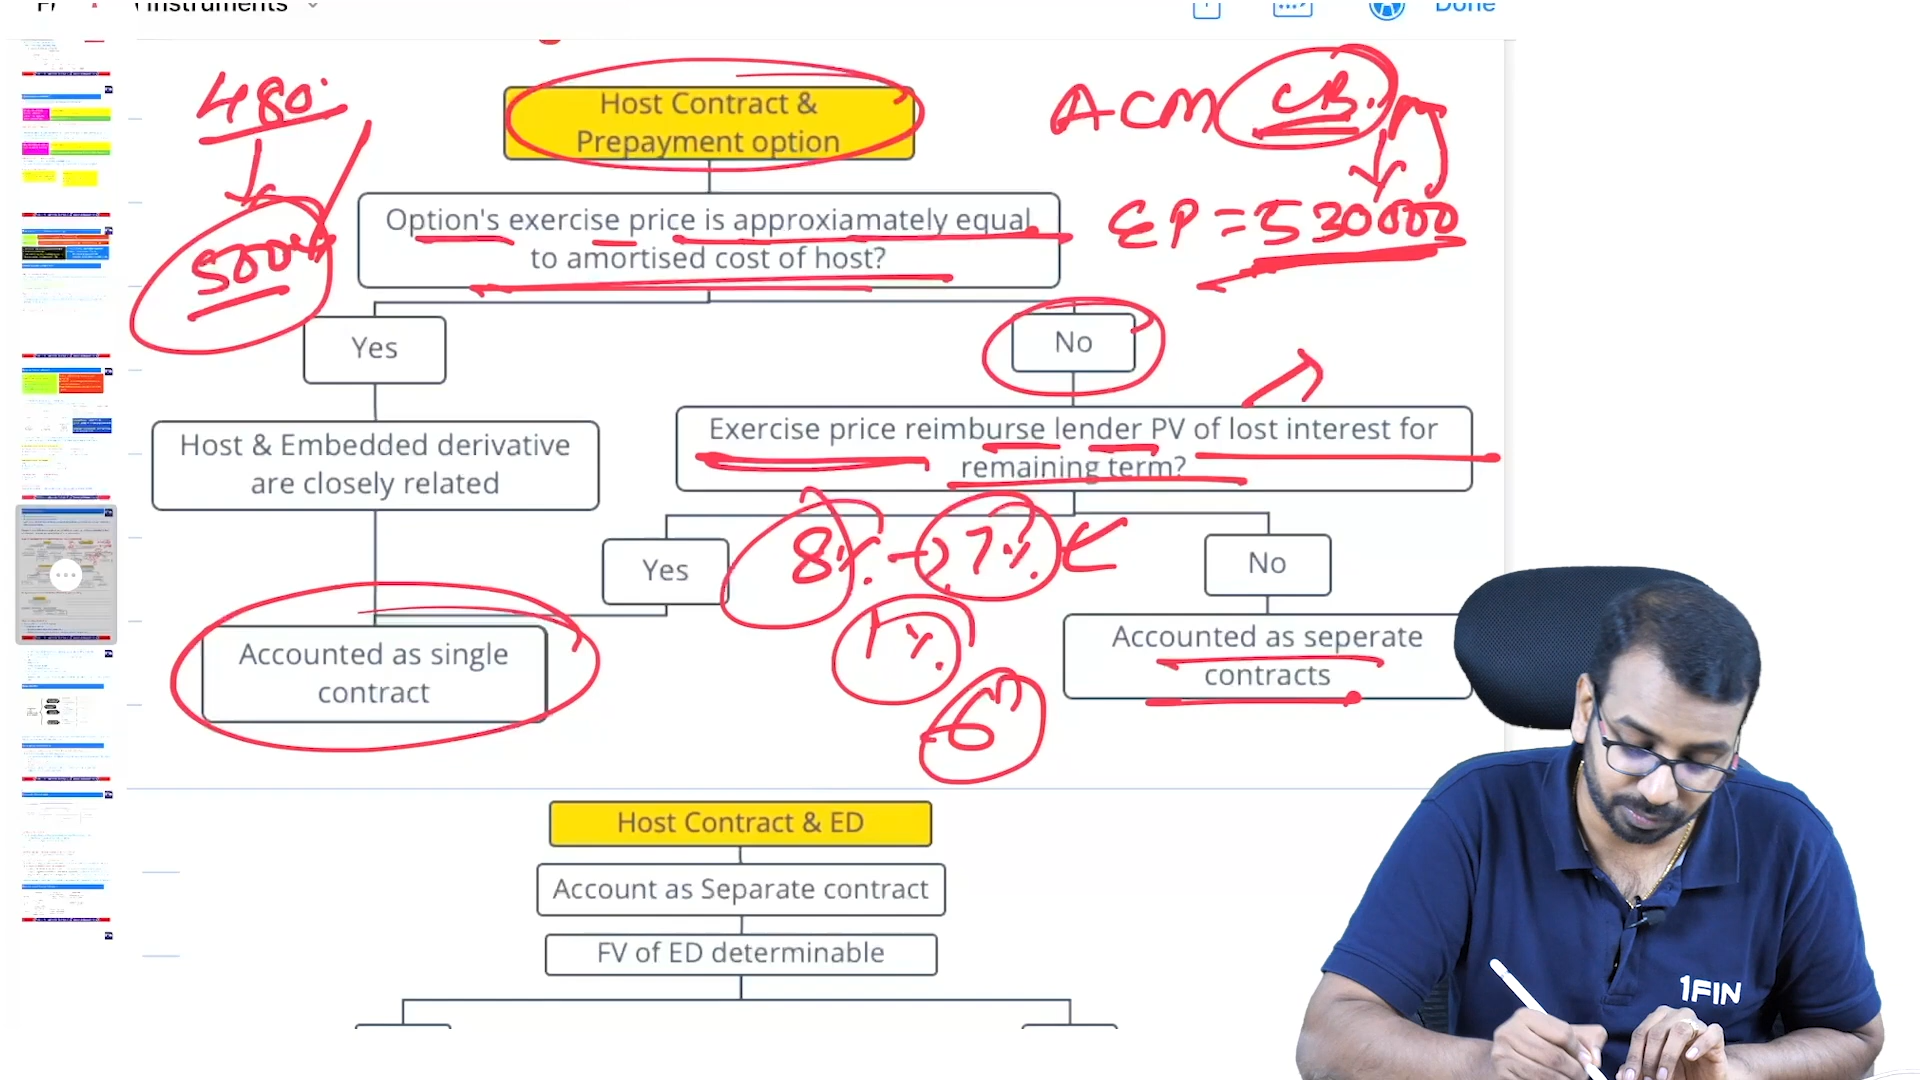 Instruments
Done
480
5000
Host Contract &
Prepayment option
ACM CB.
EP = 530000
Option's exercise price is approxiamately equal
to amortised cost of host?
Yes
No
Host & Embedded derivative
are closely related
Exercise price reimburse lender PV of lost interest for
remaining term?
Yes
8% → 7%
No
1%
6
Accounted as single
contract
Accounted as seperate
contracts
Host Contract & ED
Account as Separate contract
FV of ED determinable
1FIN